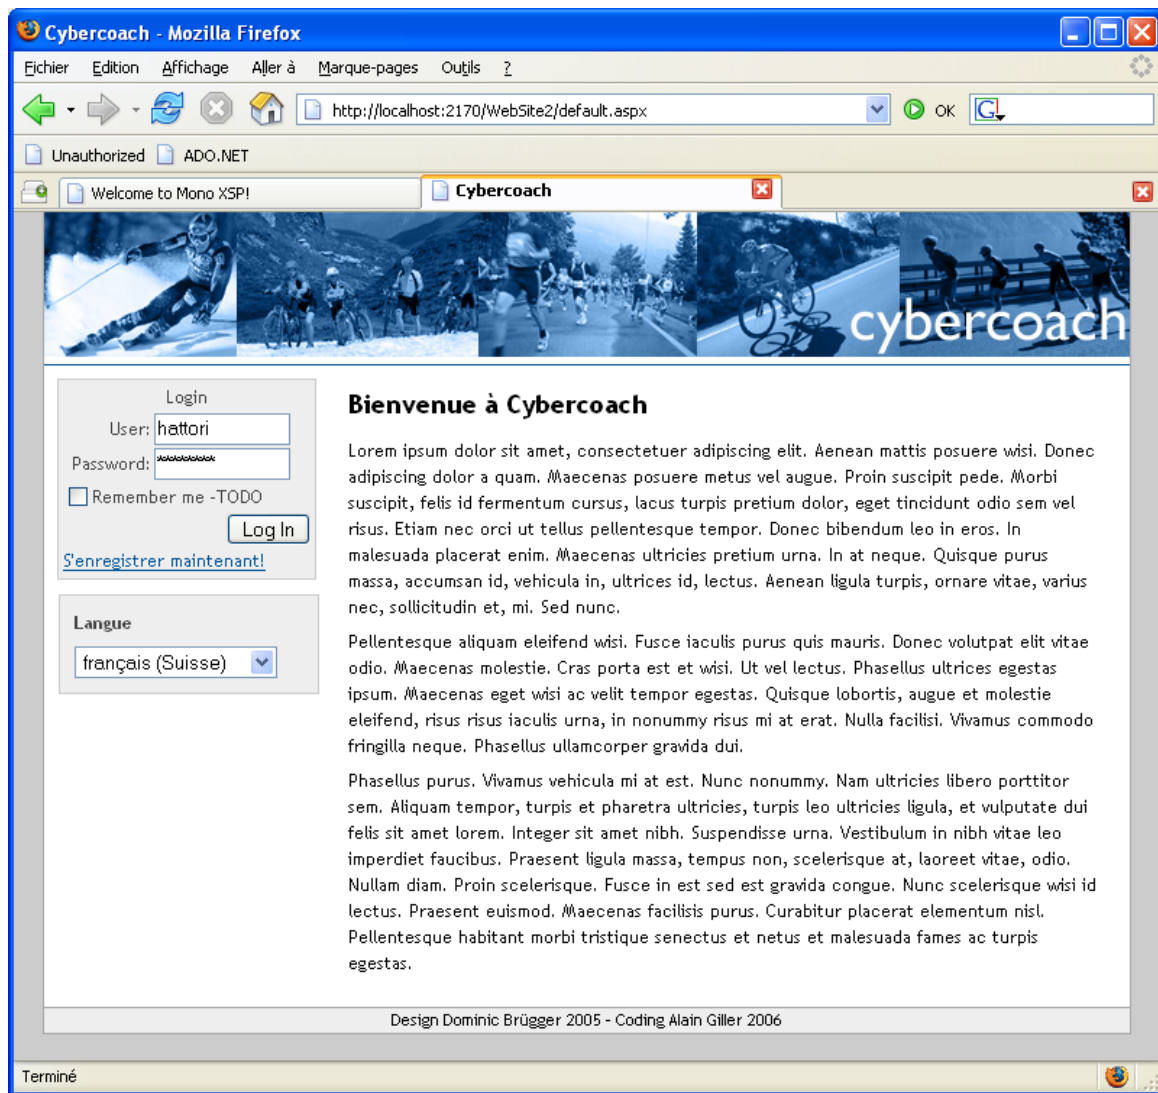 Cybercoach - Mozilla Firefox
Fichier Edition Affichage Aller à Marque-pages Outils ?
http://localhost:2170/WebSite2/default.aspx OK G
Unauthorized ADO.NET
Welcome to Mono XSP! Cybercoach
cybercoach
Login
User: hattori
Password: *********
Remember me -TODO
Log In
S'enregistrer maintenant!
Langue
français (Suisse)
Bienvenue à Cybercoach
Lorem ipsum dolor sit amet, consectetuer adipiscing elit. Aenean mattis posuere wisi. Donec
adipiscing dolor a quam. Maecenas posuere metus vel augue. Proin suscipit pede. Morbi
suscipit, felis id fermentum cursus, lacus turpis pretium dolor, eget tincidunt odio sem vel
risus. Etiam nec orci ut tellus pellentesque tempor. Donec bibendum leo in eros. In
malesuada placerat enim. Maecenas ultricies pretium urna. In at neque. Quisque purus
massa, accumsan id, vehicula in, ultrices id, lectus. Aenean ligula turpis, ornare vitae, varius
nec, sollicitudin et, mi. Sed nunc.
Pellentesque aliquam eleifend wisi. Fusce iaculis purus quis mauris. Donec volutpat elit vitae
odio. Maecenas molestie. Cras porta est et wisi. Ut vel lectus. Phasellus ultrices egestas
ipsum. Maecenas eget wisi ac velit tempor egestas. Quisque lobortis, augue et molestie
eleifend, risus risus iaculis urna, in nonummy risus mi at erat. Nulla facilisi. Vivamus commodo
fringilla neque. Phasellus ullamcorper gravida dui.
Phasellus purus. Vivamus vehicula mi at est. Nunc nonummy. Nam ultricies libero porttitor
sem. Aliquam tempor, turpis et pharetra ultricies, turpis leo ultricies ligula, et vulputate dui
felis sit amet lorem. Integer sit amet nibh. Suspendisse urna. Vestibulum in nibh vitae leo
imperdiet faucibus. Praesent ligula massa, tempus non, scelerisque at, laoreet vitae, odio.
Nullam diam. Proin scelerisque. Fusce in est sed est gravida congue. Nunc scelerisque wisi id
lectus. Praesent euismod. Maecenas facilisis purus. Curabitur placerat elementum nisl.
Pellentesque habitant morbi tristique senectus et netus et malesuada fames ac turpis
egestas.
Design Dominic Brügger 2005 - Coding Alain Giller 2006
Terminé